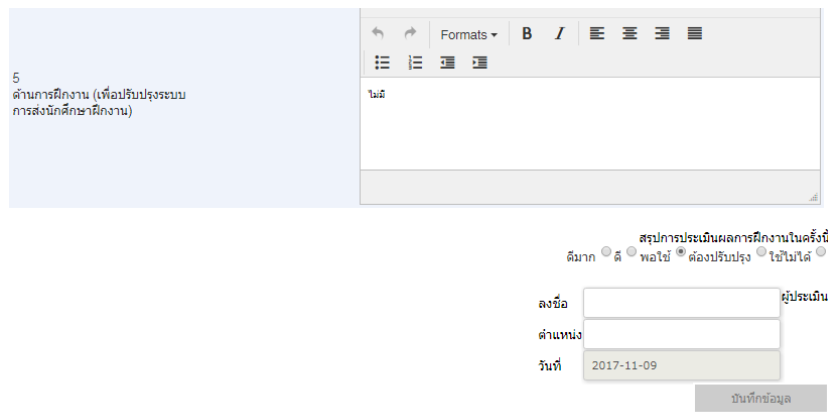 Formats B I
5
ด้านการฝึกงาน (เพื่อปรับปรุงระบบ
การส่งนักศึกษาฝึกงาน)
ไม่มี
สรุปการประเมินผลการฝึกงานในครั้งนี้
ดีมาก ดี พอใช้ ต้องปรับปรุง ใช้ไม่ได้
ลงชื่อ ผู้ประเมิน
ตำแหน่ง
วันที่ 2017-11-09
บันทึกข้อมูล